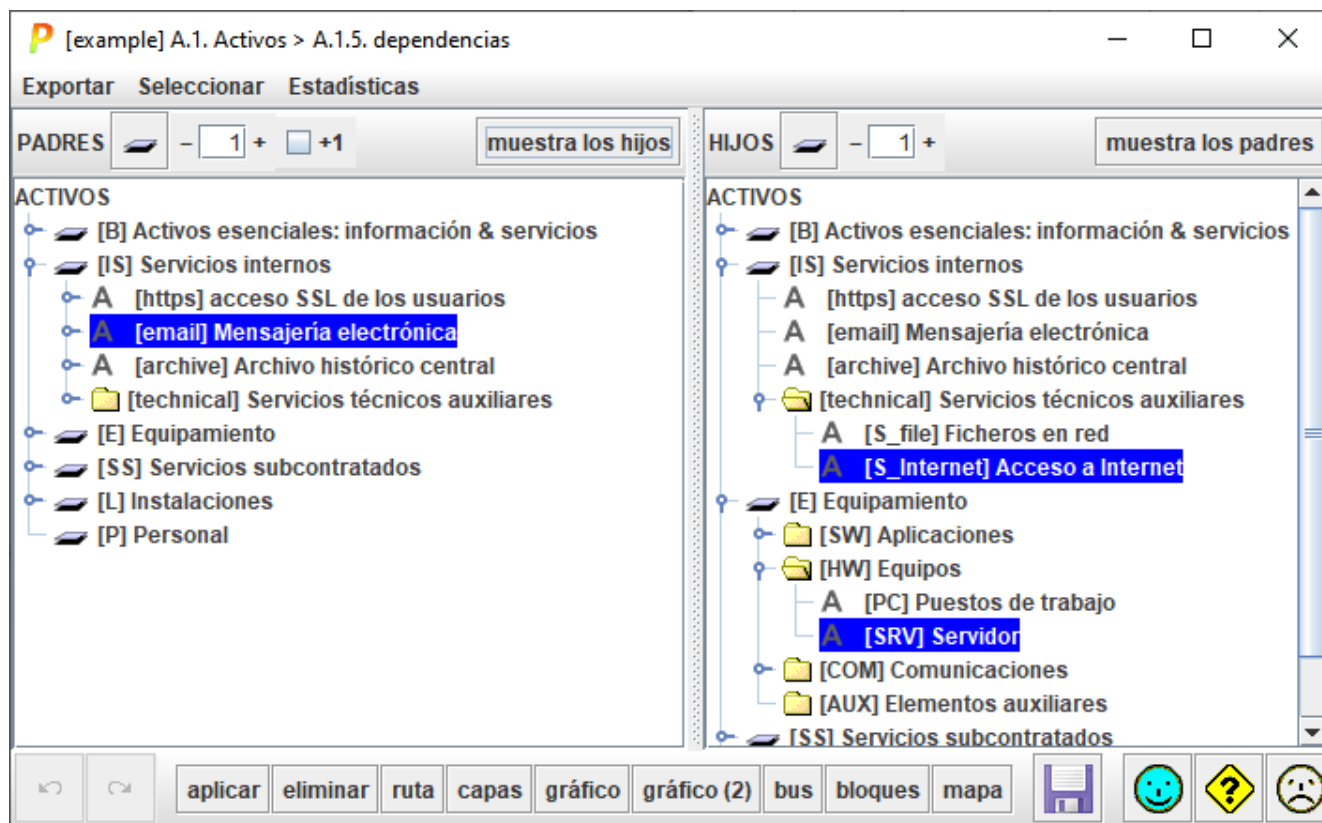 [example] A.1. Activos > A.1.5. dependencias
Exportar Seleccionar Estadísticas
PADRES - 1 + +1 muestra los hijos
ACTIVOS
[B] Activos esenciales: información & servicios
[IS] Servicios internos
A [https] acceso SSL de los usuarios
A [email] Mensajería electrónica
A [archive] Archivo histórico central
[technical] Servicios técnicos auxiliares
[E] Equipamiento
[SS] Servicios subcontratados
[L] Instalaciones
[P] Personal
HIJOS - 1 + muestra los padres
ACTIVOS
[B] Activos esenciales: información & servicios
[IS] Servicios internos
A [https] acceso SSL de los usuarios
A [email] Mensajería electrónica
A [archive] Archivo histórico central
[technical] Servicios técnicos auxiliares
A [S_file] Ficheros en red
A [S_Internet] Acceso a Internet
[E] Equipamiento
[SW] Aplicaciones
[HW] Equipos
A [PC] Puestos de trabajo
A [SRV] Servidor
[COM] Comunicaciones
[AUX] Elementos auxiliares
[SS] Servicios subcontratados
aplicar eliminar ruta capas gráfico gráfico (2) bus bloques mapa